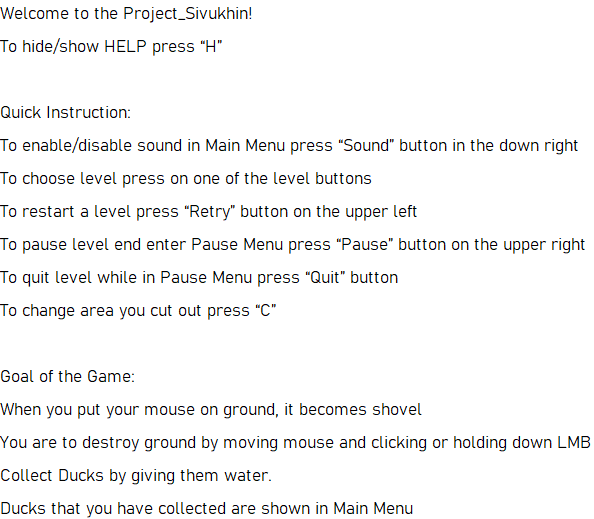 Welcome to the Project_Sivukhin!
To hide/show HELP press “H”
Quick Instruction:
To enable/disable sound in Main Menu press “Sound” button in the down right
To choose level press on one of the level buttons
To restart a level press “Retry” button on the upper left
To pause level end enter Pause Menu press “Pause” button on the upper right
To quit level while in Pause Menu press “Quit” button
To change area you cut out press “C”
Goal of the Game:
When you put your mouse on ground, it becomes shovel
You are to destroy ground by moving mouse and clicking or holding down LMB
Collect Ducks by giving them water.
Ducks that you have collected are shown in Main Menu